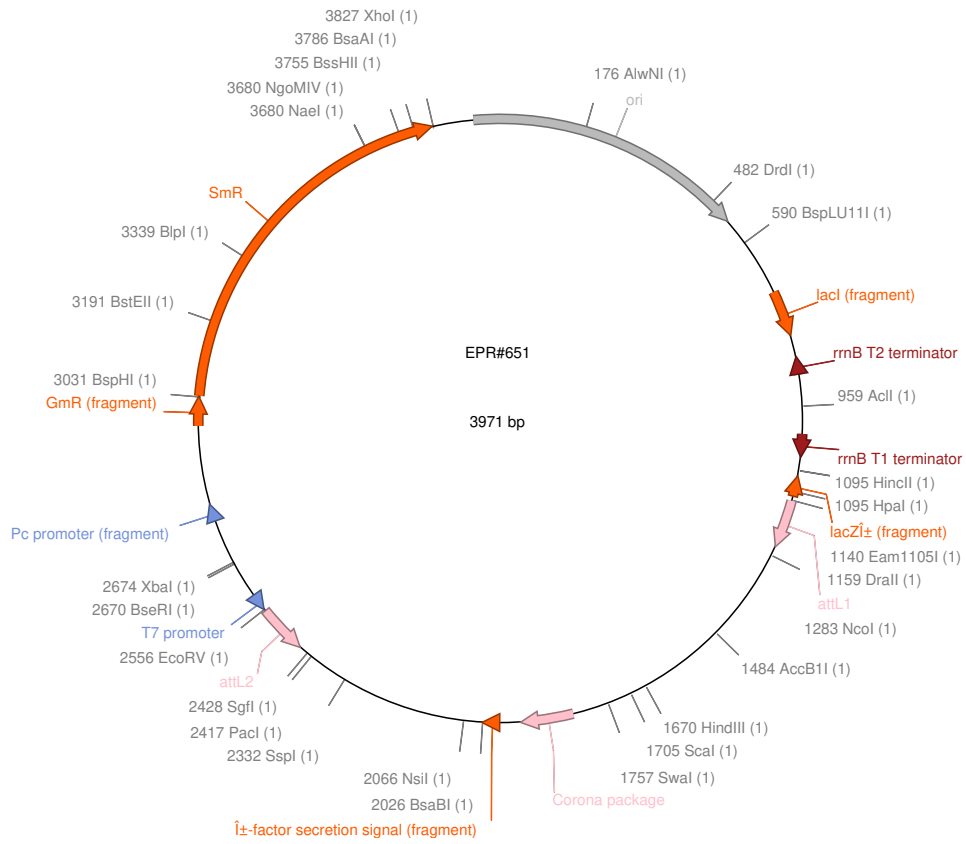 3827 XhoI (1)
3786 BsaAI (1)
3755 BssHII (1)
3680 NgoMIV (1)
3680 NaeI (1)
176 AlwNI (1)
ori
482 DrdI (1)
590 BspLU11I (1)
SmR
3339 BlpI (1)
lacI (fragment)
3191 BstEII (1)
EPR#651
rrnB T2 terminator
3031 BspHI (1)
959 AclI (1)
GmR (fragment)
3971 bp
rrnB T1 terminator
1095 HincII (1)
1095 HpaI (1)
Pc promoter (fragment)
lacZÎ± (fragment)
1140 Eam1105I (1)
1159 DraII (1)
2674 XbaI (1)
attL1
2670 BseRI (1)
1283 NcoI (1)
T7 promoter
2556 EcoRV (1)
1484 AccB1I (1)
attL2
2428 SgfI (1)
1670 HindIII (1)
2417 PacI (1)
1705 ScaI (1)
2332 SspI (1)
2066 NsiI (1)
1757 SwaI (1)
2026 BsaBI (1)
Corona package
Î±-factor secretion signal (fragment)